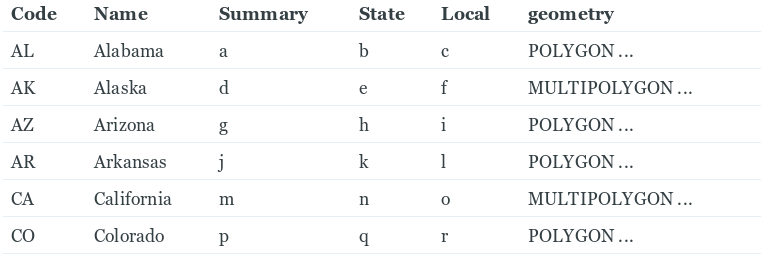 Code Name Summary State Local geometry
AL Alabama a b c POLYGON ...
AK Alaska d e f MULTIPOLYGON ...
AZ Arizona g h i POLYGON ...
AR Arkansas j k l POLYGON ...
CA California m n o MULTIPOLYGON ...
CO Colorado p q r POLYGON ...